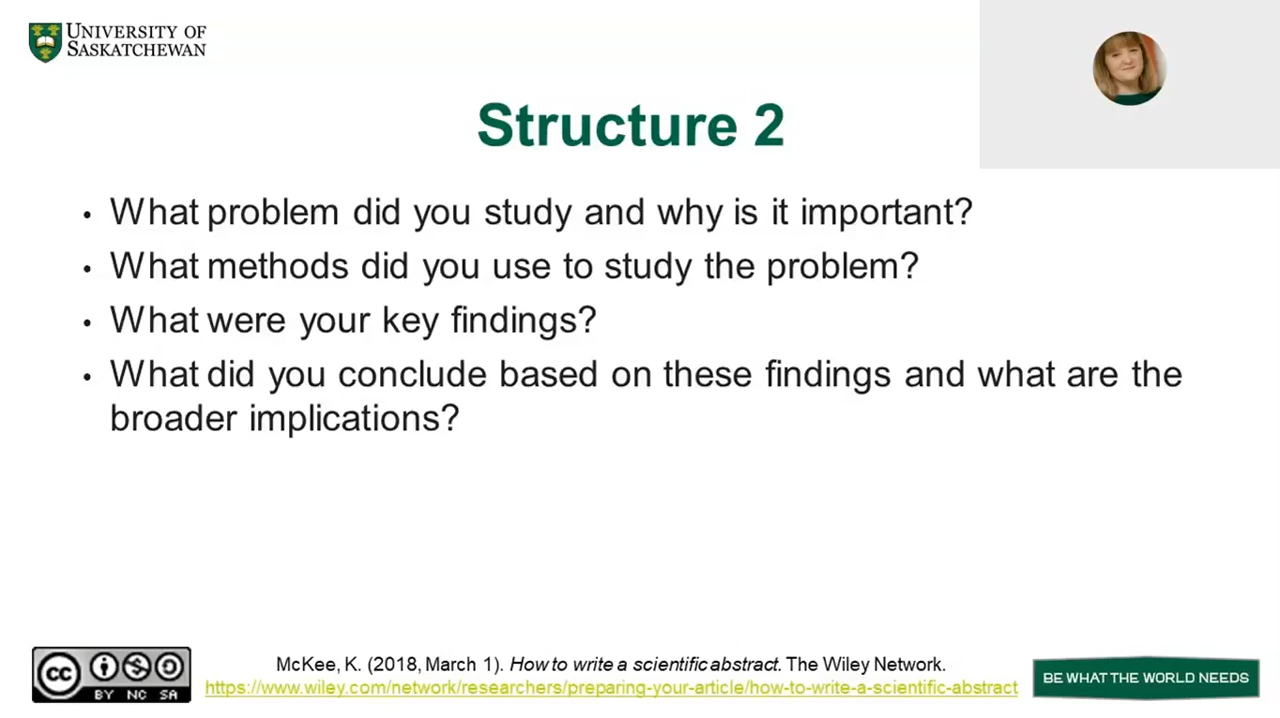 UNIVERSITY OF
SASKATCHEWAN
Structure 2
• What problem did you study and why is it important?
• What methods did you use to study the problem?
• What were your key findings?
• What did you conclude based on these findings and what are the
broader implications?
McKee, K. (2018, March 1). How to write a scientific abstract. The Wiley Network.
https://www.wiley.com/network/researchers/preparing-your-article/how-to-write-a-scientific-abstract
cc
BY NC SA
BE WHAT THE WORLD NEEDS